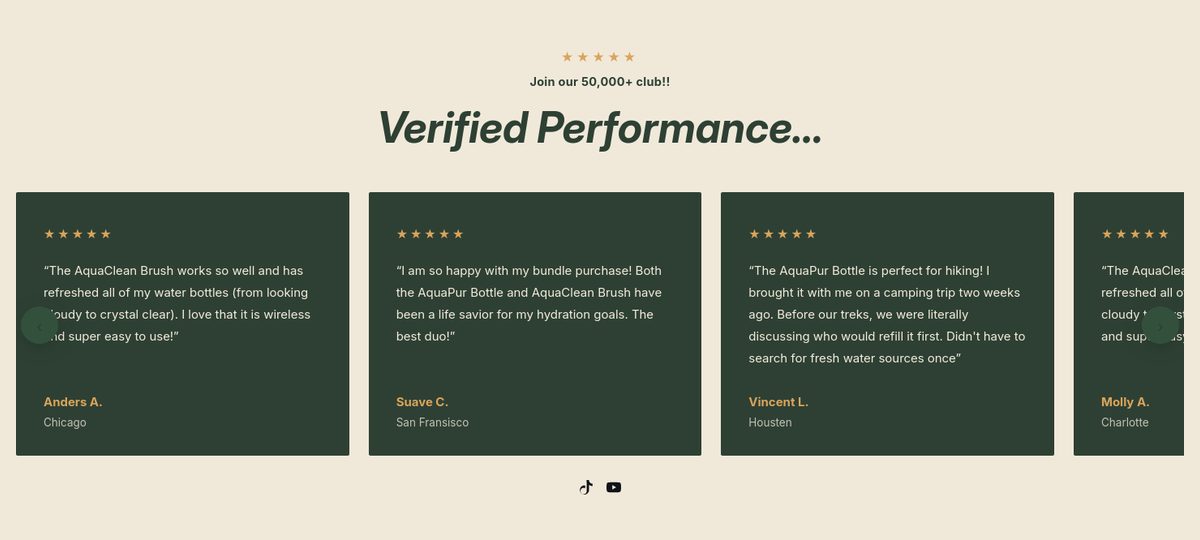 ★★★★★
Join our 50,000+ club!!
Verified Performance...
★★★★★
“The AquaClean Brush works so well and has
refreshed all of my water bottles (from looking
cloudy to crystal clear). I love that it is wireless
and super easy to use!”
Anders A.
Chicago
★★★★★
“I am so happy with my bundle purchase! Both
the AquaPur Bottle and AquaClean Brush have
been a life savior for my hydration goals. The
best duo!”
Suave C.
San Fransisco
★★★★★
“The AquaPur Bottle is perfect for hiking! I
brought it with me on a camping trip two weeks
ago. Before our treks, we were literally
discussing who would refill it first. Didn't have to
search for fresh water sources once”
Vincent L.
Housten
★★★★★
“The
refreshed all
cloudy
and
Molly A.
Charlotte